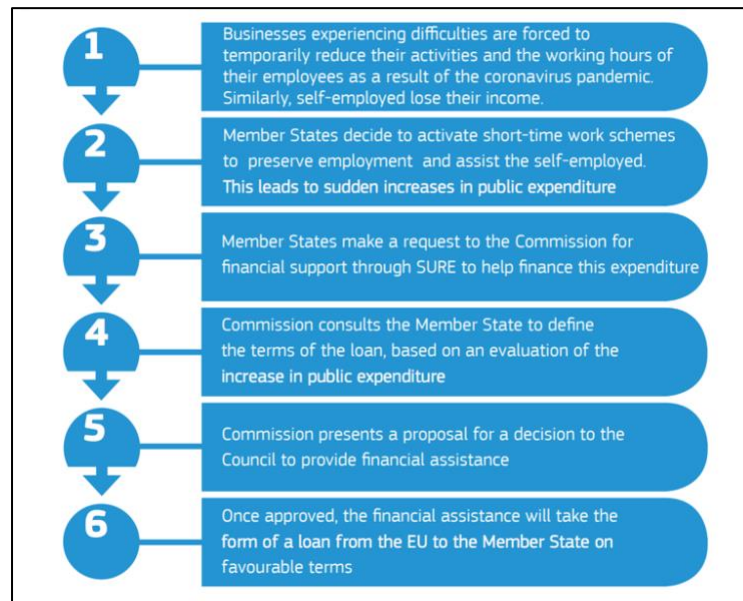 1
Businesses experiencing difficulties are forced to
temporarily reduce their activities and the working hours of
their employees as a result of the coronavirus pandemic.
Similarly, self-employed lose their income.
2
Member States decide to activate short-time work schemes
to preserve employment and assist the self-employed.
This leads to sudden increases in public expenditure
3
Member States make a request to the Commission for
financial support through SURE to help finance this expenditure
4
Commission consults the Member State to define
the terms of the loan, based on an evaluation of the
increase in public expenditure
5
Commission presents a proposal for a decision to the
Council to provide financial assistance
6
Once approved, the financial assistance will take the
form of a loan from the EU to the Member State on
favourable terms